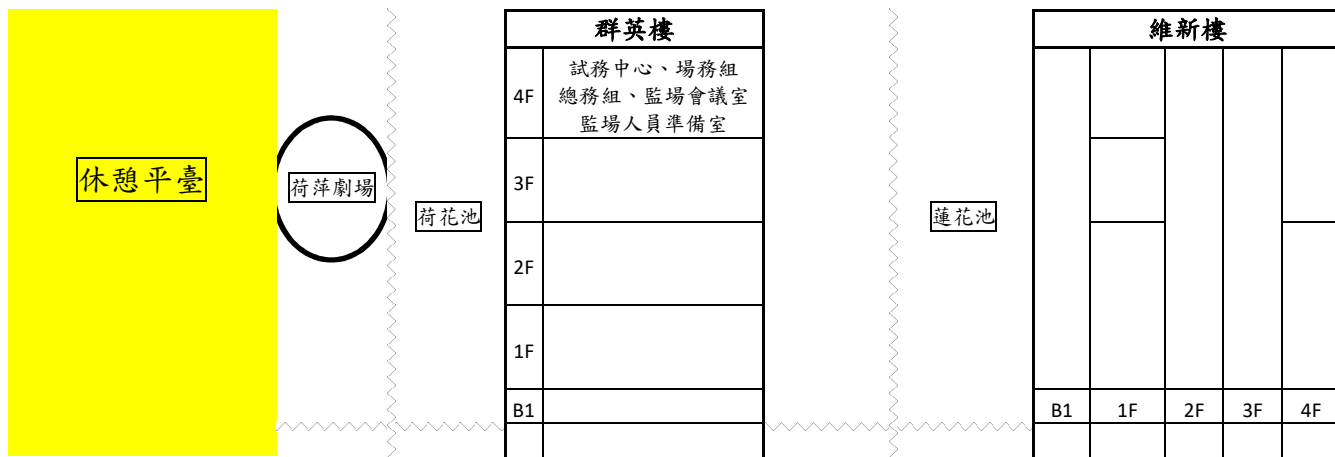 群英樓
維新樓
4F
試務中心、場務組
總務組、監場會議室
監場人員準備室
休憩平臺
荷萍劇場
3F
荷花池
蓮花池
2F
1F
B1
B1 1F 2F 3F 4F